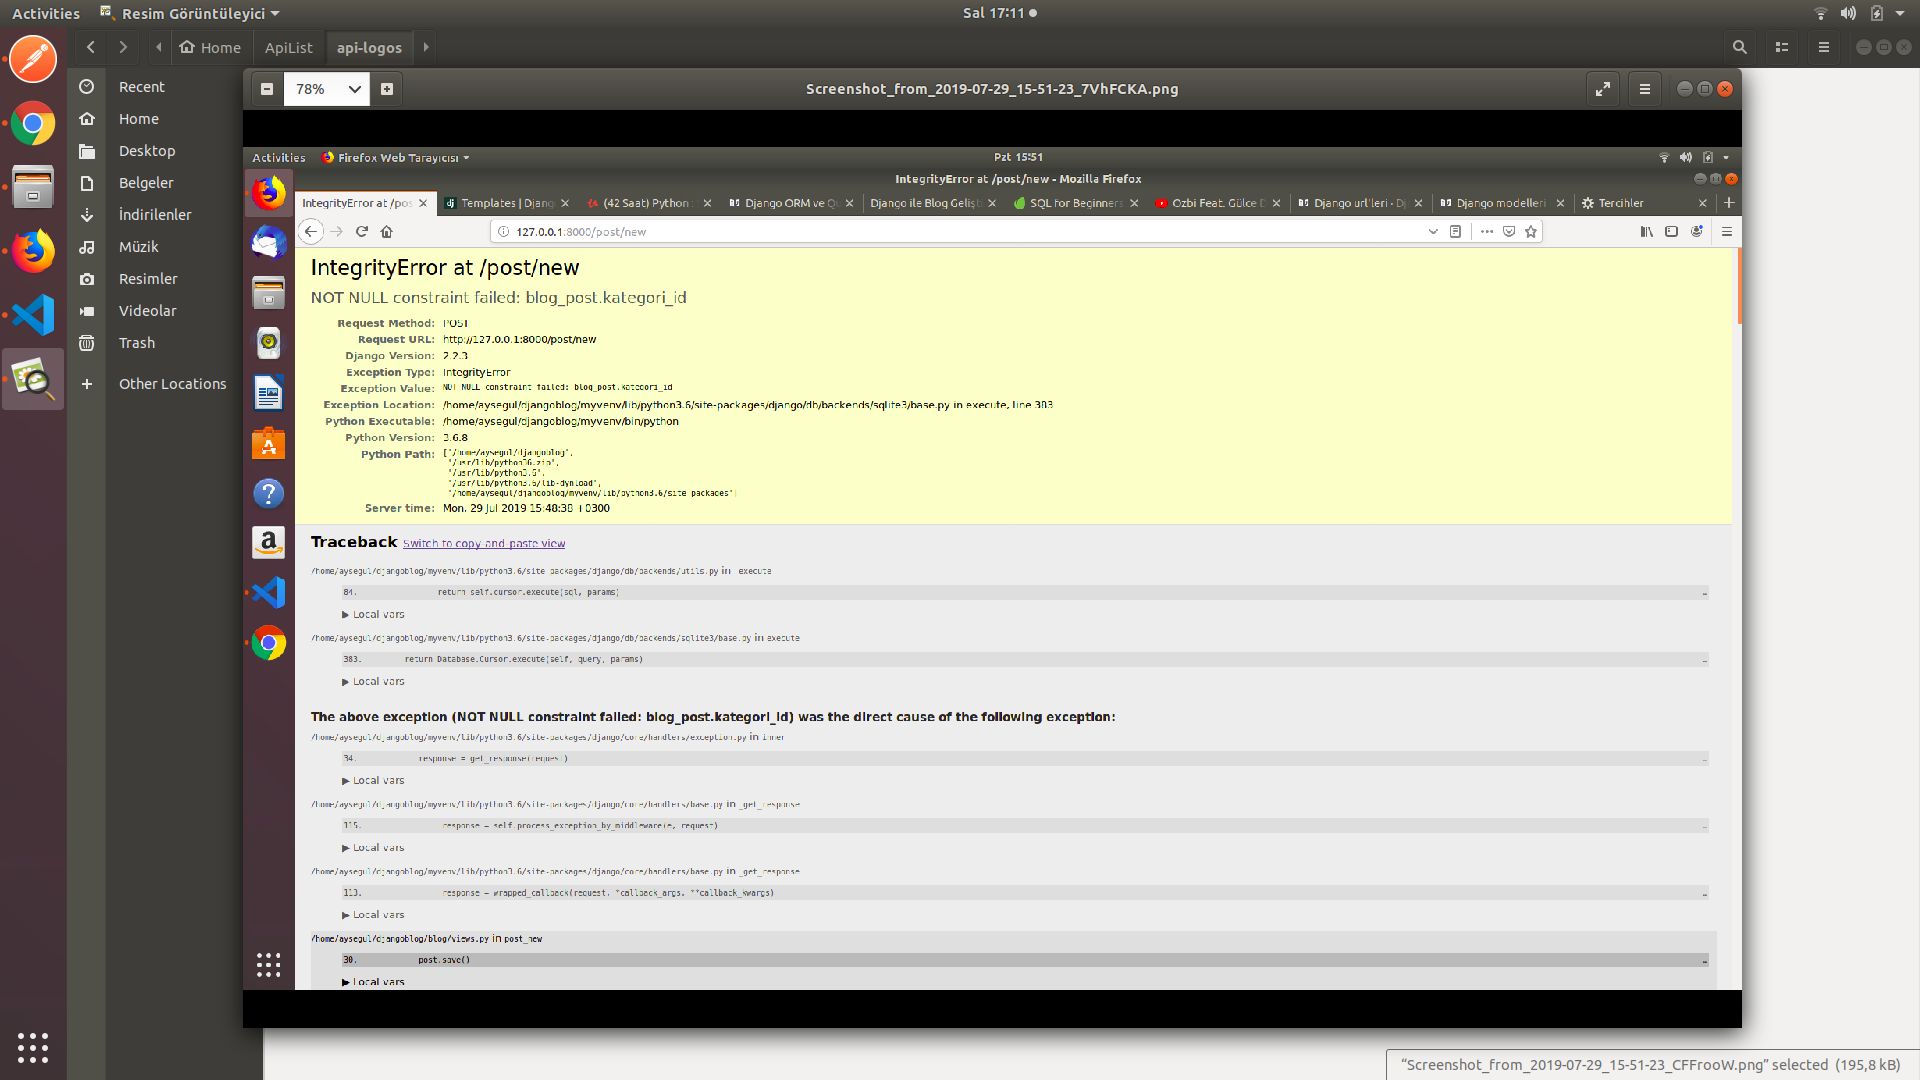 Activities
Resim Görüntüleyici
Sal 17:11
Home
ApiList
api-logos
Recent
Home
Desktop
Belgeler
İndirilenler
Müzik
Resimler
Videolar
Trash
Other Locations
78%
Screenshot_from_2019-07-29_15-51-23_7VhFCKA.png
Activities
Firefox Web Tarayıcısı
Pzt 15:51
IntegrityError at /post/new - Mozilla Firefox
IntegrityError at /pos
Templates | Djang
(42 Saat) Python
Django ORM ve Qu
Django ile Blog Gelişt
SQL for Beginners
Ozbi Feat. Gülce D
Django url'leri · Dj
Django modelleri
Tercihler
127.0.0.1:8000/post/new
IntegrityError at /post/new
NOT NULL constraint failed: blog_post.kategori_id
Request Method: POST
Request URL: http://127.0.0.1:8000/post/new
Django Version: 2.2.3
Exception Type: IntegrityError
Exception Value: NOT NULL constraint failed: blog_post.kategori_id
Exception Location: /home/aysegul/djangoblog/myvenv/lib/python3.6/site-packages/django/db/backends/sqlite3/base.py in execute, line 383
Python Executable: /home/aysegul/djangoblog/myvenv/bin/python
Python Version: 3.6.8
Python Path: ['/home/aysegul/djangoblog',
'/usr/lib/python36.zip',
'/usr/lib/python3.6',
'/usr/lib/python3.6/lib-dynload',
'/home/aysegul/djangoblog/myvenv/lib/python3.6/site-packages']
Server time: Mon, 29 Jul 2019 15:48:38 +0300
Traceback Switch to copy-and-paste view
/home/aysegul/djangoblog/myvenv/lib/python3.6/site-packages/django/db/backends/utils.py in _execute
84. return self.cursor.execute(sql, params)
▶ Local vars
/home/aysegul/djangoblog/myvenv/lib/python3.6/site-packages/django/db/backends/sqlite3/base.py in execute
383. return Database.Cursor.execute(self, query, params)
▶ Local vars
The above exception (NOT NULL constraint failed: blog_post.kategori_id) was the direct cause of the following exception:
/home/aysegul/djangoblog/myvenv/lib/python3.6/site-packages/django/core/handlers/exception.py in inner
34. response = get_response(request)
▶ Local vars
/home/aysegul/djangoblog/myvenv/lib/python3.6/site-packages/django/core/handlers/base.py in _get_response
115. response = self.process_exception_by_middleware(e, request)
▶ Local vars
/home/aysegul/djangoblog/myvenv/lib/python3.6/site-packages/django/core/handlers/base.py in _get_response
113. response = wrapped_callback(request, *callback_args, **callback_kwargs)
▶ Local vars
/home/aysegul/djangoblog/blog/views.py in post_new
30. post.save()
▶ Local vars
“Screenshot_from_2019-07-29_15-51-23_CFFrooW.png” selected (195,8 kB)